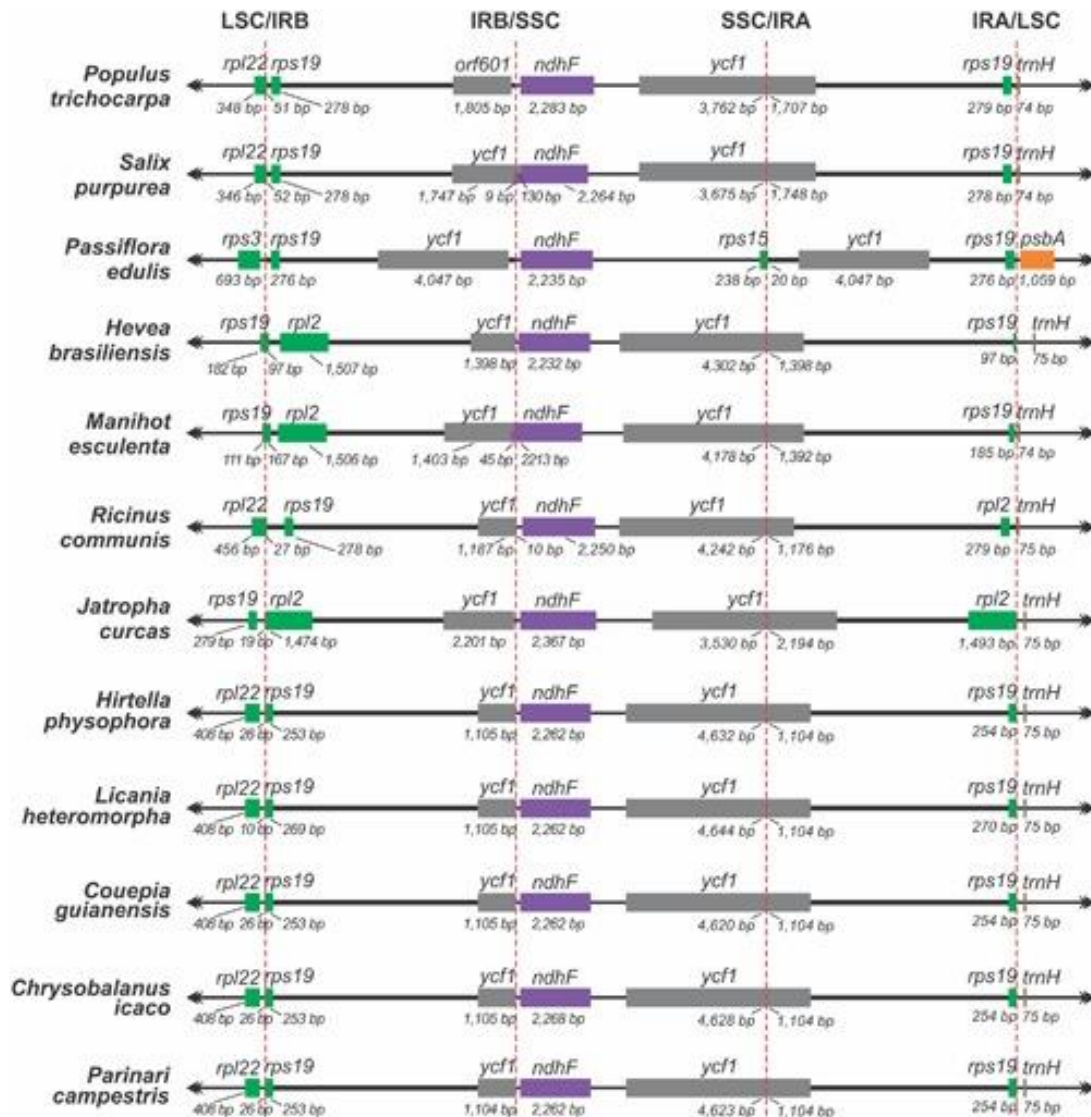 LSC/IRB IRB/SSC SSC/IRA IRA/LSC
Populus
trichocarpa
rpl22 rps19 orf601 ndhF ycf1 rps19 trnH
348 bp 51 bp 278 bp 1,805 bp 2,283 bp 3,762 bp 1,707 bp 279 bp 74 bp
Salix
purpurea
rpl22 rps19 ycf1 ndhF ycf1 rps19 trnH
346 bp 52 bp 278 bp 1,747 bp 9 bp 130 bp 2,264 bp 3,675 bp 1,748 bp 278 bp 74 bp
Passiflora
edulis
rps3 rps19 ycf1 ndhF rps15 ycf1 rps19 psbA
693 bp 276 bp 4,047 bp 2,235 bp 238 bp 20 bp 4,047 bp 276 bp 1,059 bp
Hevea
brasiliensis
rps19 rpl2 ycf1 ndhF ycf1 rps19 trnH
182 bp 97 bp 1,507 bp 1,398 bp 2,232 bp 4,302 bp 1,398 bp 97 bp 75 bp
Manihot
esculenta
rps19 rpl2 ycf1 ndhF ycf1 rps19 trnH
111 bp 167 bp 1,506 bp 1,403 bp 45 bp 2213 bp 4,178 bp 1,392 bp 185 bp 74 bp
Ricinus
communis
rpl22 rps19 ycf1 ndhF ycf1 rpl2 trnH
456 bp 27 bp 278 bp 1,187 bp 10 bp 2,250 bp 4,242 bp 1,176 bp 279 bp 75 bp
Jatropha
curcas
rps19 rpl2 ycf1 ndhF ycf1 rpl2 trnH
279 bp 19 bp 1,474 bp 2,201 bp 2,367 bp 3,530 bp 2,194 bp 1,493 bp 75 bp
Hirtella
physophora
rpl22 rps19 ycf1 ndhF ycf1 rps19 trnH
408 bp 26 bp 253 bp 1,105 bp 2,262 bp 4,632 bp 1,104 bp 254 bp 75 bp
Licania
heteromorpha
rpl22 rps19 ycf1 ndhF ycf1 rps19 trnH
408 bp 10 bp 269 bp 1,105 bp 2,262 bp 4,644 bp 1,104 bp 270 bp 75 bp
Couepia
guianensis
rpl22 rps19 ycf1 ndhF ycf1 rps19 trnH
408 bp 26 bp 253 bp 1,105 bp 2,262 bp 4,620 bp 1,104 bp 254 bp 75 bp
Chrysobalanus
icaco
rpl22 rps19 ycf1 ndhF ycf1 rps19 trnH
408 bp 26 bp 253 bp 1,105 bp 2,268 bp 4,628 bp 1,104 bp 254 bp 75 bp
Parinari
campestris
rpl22 rps19 ycf1 ndhF ycf1 rps19 trnH
408 bp 26 bp 253 bp 1,104 bp 2,262 bp 4,623 bp 1,104 bp 254 bp 75 bp